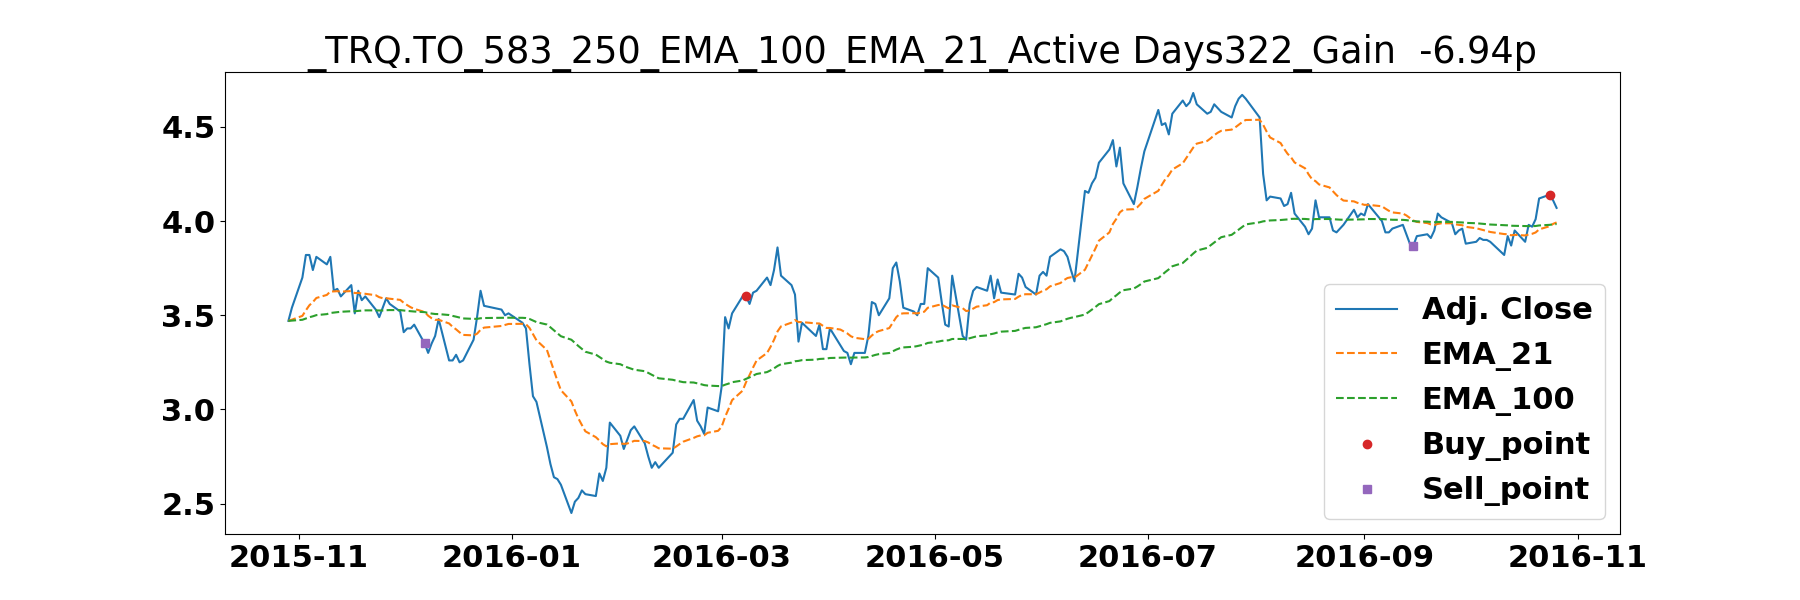 _TRQ.TO_583_250_EMA_100_EMA_21_Active Days322_Gain  -6.94p
4.5
4.0
3.5
3.0
2.5
Adj. Close
EMA_21
EMA_100
Buy_point
Sell_point
2015-11 2016-01 2016-03 2016-05 2016-07 2016-09 2016-11